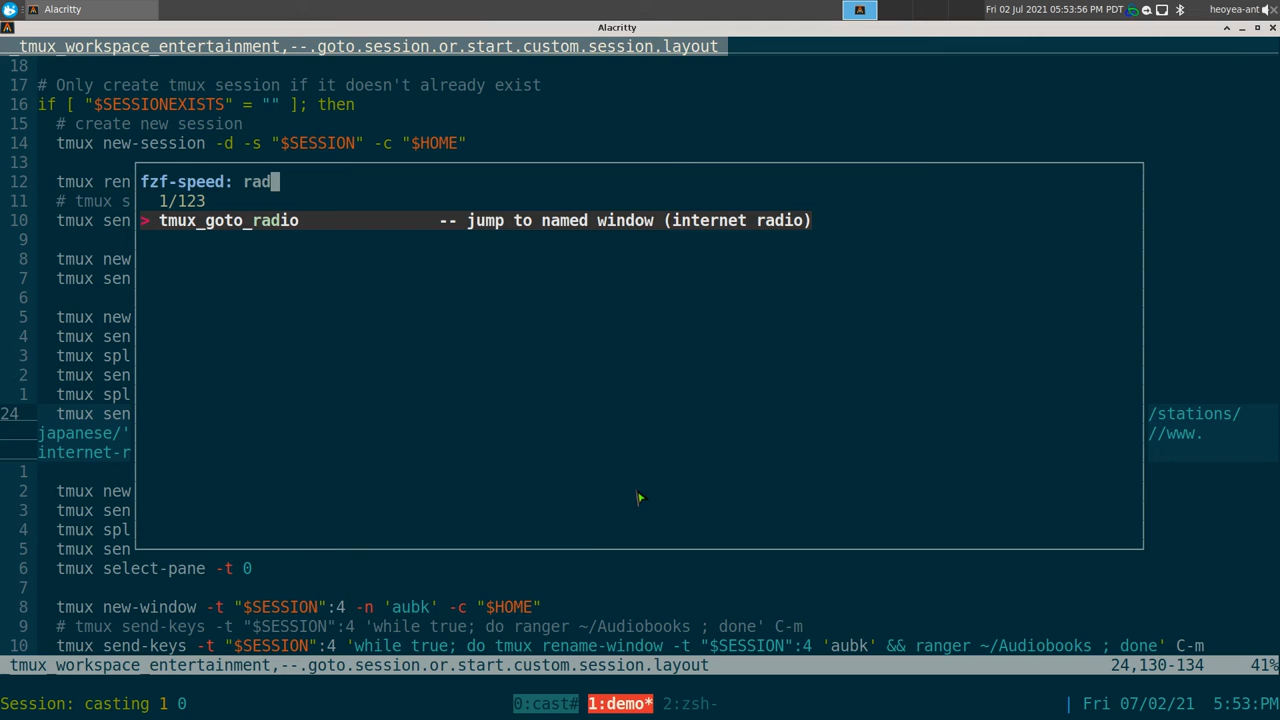 Alacritty
Fri 02 Jul 2021, 05:53:56 PM PDT
heoyea-ant
Alacritty
_tmux_workspace_entertainment,--.goto.session.or.start.custom.session.layout
18
17 # Only create tmux session if it doesn't already exist
16 if [ "$SESSIONEXISTS" = "" ]; then
15 # create new session
14 tmux new-session -d -s "$SESSION" -c "$HOME"
13
12 tmux ren
11 # tmux s
10 tmux sen
9
8 tmux new
7 tmux sen
6
5 tmux new
4 tmux sen
3 tmux spl
2 tmux sen
1 tmux spl
24 tmux sen /stations/
japanese/' //www.
internet-r
1
2 tmux new
3 tmux sen
4 tmux spl
5 tmux sen
6 tmux select-pane -t 0
7
8 tmux new-window -t "$SESSION":4 -n 'aubk' -c "$HOME"
9 # tmux send-keys -t "$SESSION":4 'while true; do ranger ~/Audiobooks ; done' C-m
10 tmux send-keys -t "$SESSION":4 'while true; do tmux rename-window -t "$SESSION":4 'aubk' && ranger ~/Audiobooks ; done' C-m
fzf-speed: rad
1/123
> tmux_goto_radio -- jump to named window (internet radio)
_tmux_workspace_entertainment,--.goto.session.or.start.custom.session.layout 24,130-134 41%
Session: casting 1 0 0:cast# 1:demo* 2:zsh- | Fri 07/02/21 5:53:PM